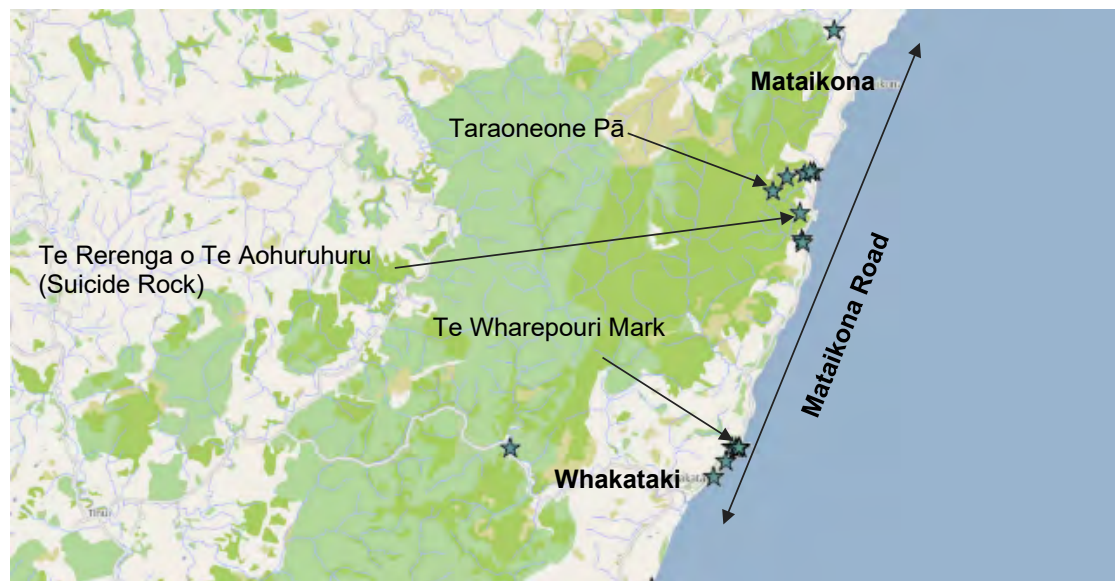 Mataikona
Taraoneone Pā
Te Rerenga o Te Aohuruhuru
(Suicide Rock)
Te Wharepouri Mark
Mataikona Road
Whakataki